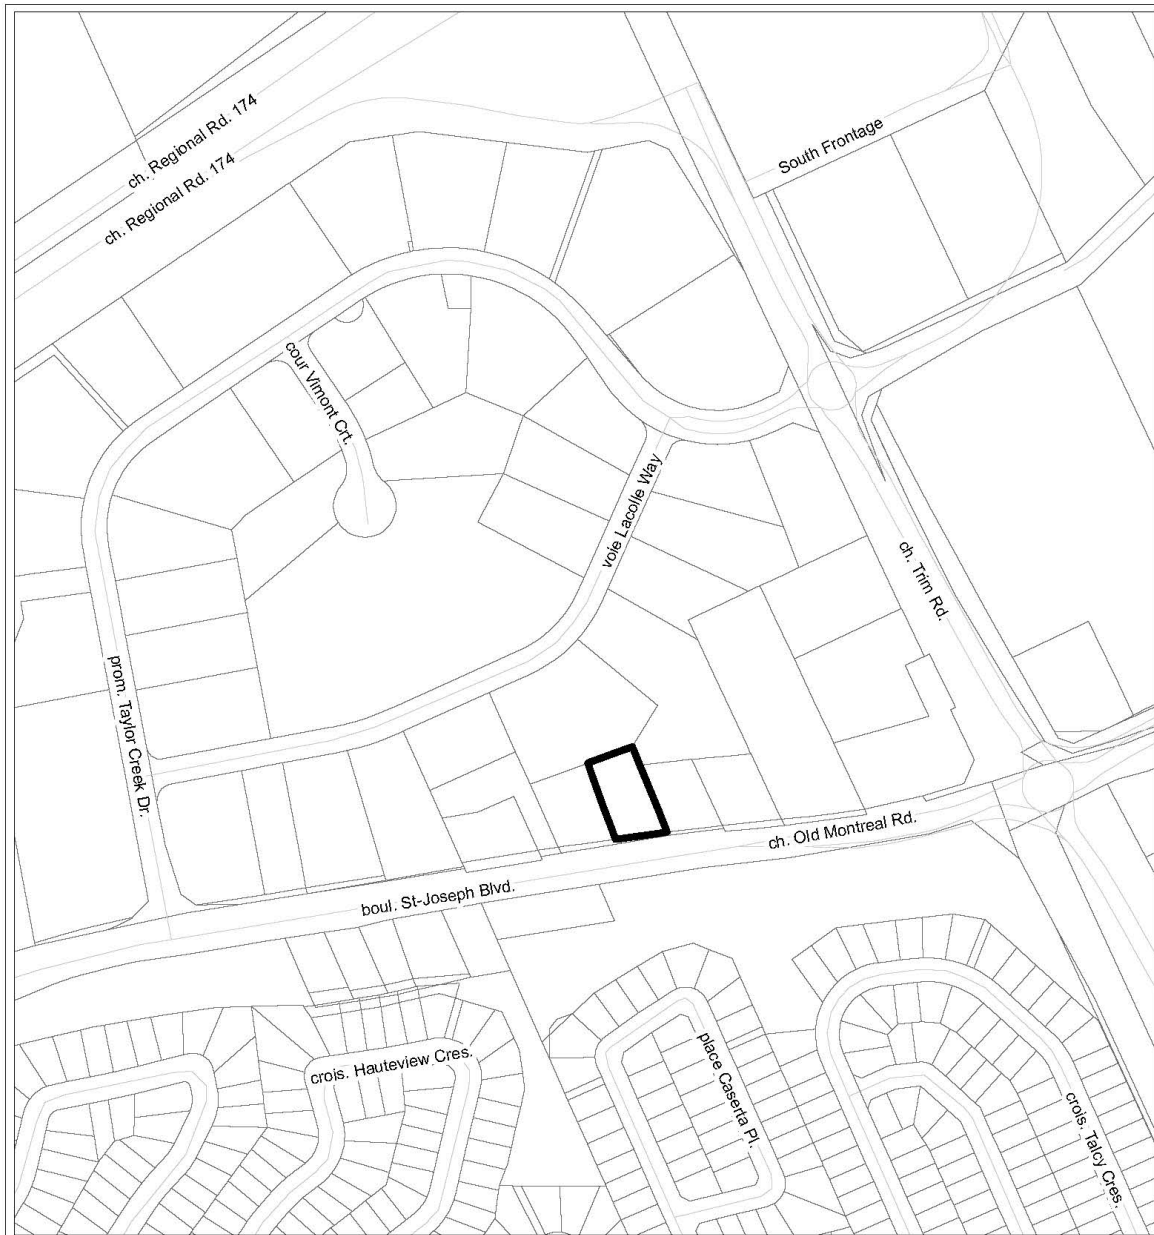 ch. Regional Rd. 174
ch. Regional Rd. 174
South Frontage
cour Vimont Crt.
voie Lacolle Way
ch. Trim Rd.
prom. Taylor Creek Dr.
ch. Old Montreal Rd.
boul. St-Joseph Blvd.
crois. Hauteview Cres.
place Caserta Pl.
crois. Talcy Cres.